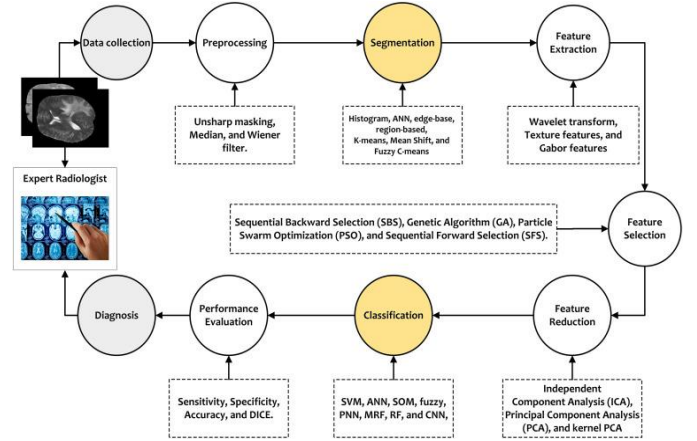 Data collection
Preprocessing
Segmentation
Feature
Extraction
Unsharp masking,
Median, and Wiener
filter.
Histogram, ANN, edge-base,
region-based,
K-means, Mean Shift, and
Fuzzy C-means
Wavelet transform,
Texture features, and
Gabor features
Expert Radiologist
Sequential Backward Selection (SBS), Genetic Algorithm (GA), Particle
Swarm Optimization (PSO), and Sequential Forward Selection (SFS).
Feature
Selection
Diagnosis
Performance
Evaluation
Classification
Feature
Reduction
Sensitivity, Specificity,
Accuracy, and DICE.
SVM, ANN, SOM, fuzzy,
PNN, MRF, RF, and CNN,
Independent
Component Analysis (ICA),
Principal Component Analysis
(PCA), and kernel PCA